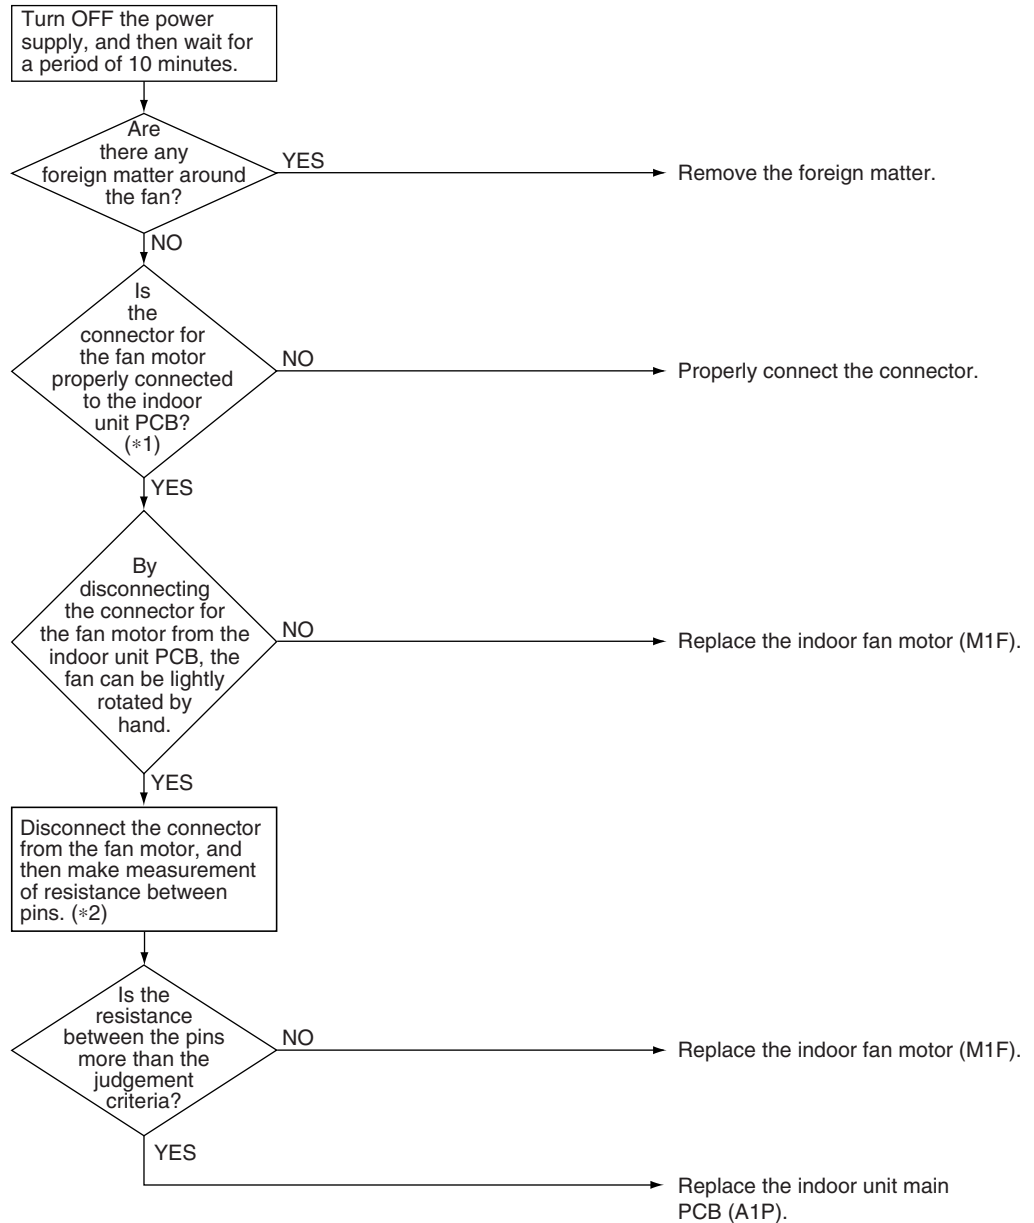 Turn OFF the power
supply, and then wait for
a period of 10 minutes.
Are
there any
foreign matter around
the fan?
YES
Remove the foreign matter.
NO
Is
the
connector for
the fan motor
properly connected
to the indoor
unit PCB?
(*1)
NO
Properly connect the connector.
YES
By
disconnecting
the connector for
the fan motor from the
indoor unit PCB, the
fan can be lightly
rotated by
hand.
NO
Replace the indoor fan motor (M1F).
YES
Disconnect the connector
from the fan motor, and
then make measurement
of resistance between
pins. (*2)
Is the
resistance
between the pins
more than the
judgement
criteria?
NO
Replace the indoor fan motor (M1F).
YES
Replace the indoor unit main
PCB (A1P).